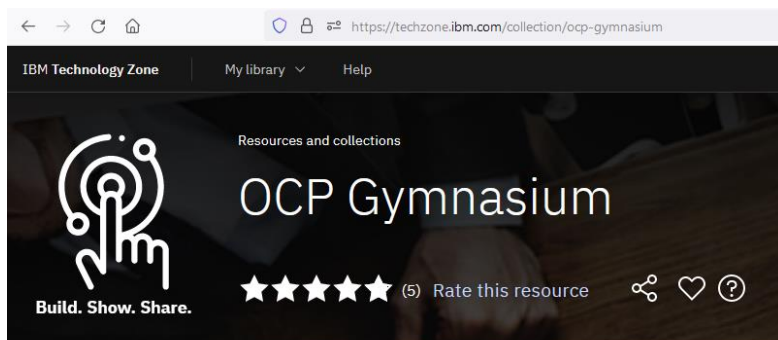 https://techzone.ibm.com/collection/ocp-gymnasium
IBM Technology Zone My library Help
Resources and collections
OCP Gymnasium
(5) Rate this resource
Build. Show. Share.